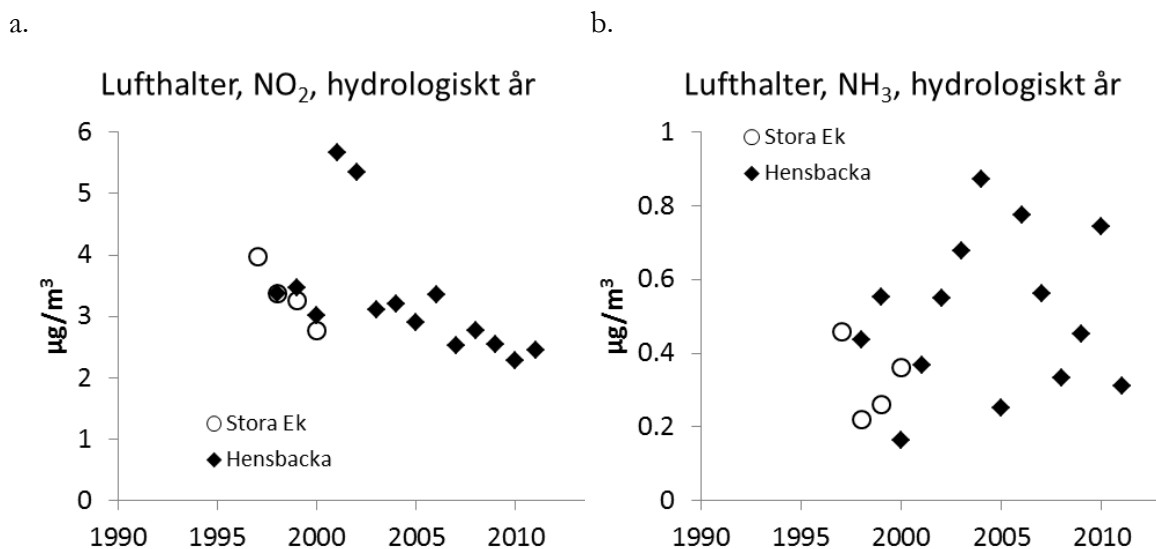 a.
b.
Lufthalter, NO₂, hydrologiskt år
6
5
4
3
2
1
0
µg/m³
Stora Ek
Hensbacka
1990 1995 2000 2005 2010
Lufthalter, NH₃, hydrologiskt år
1
0.8
0.6
0.4
0.2
0
µg/m³
Stora Ek
Hensbacka
1990 1995 2000 2005 2010